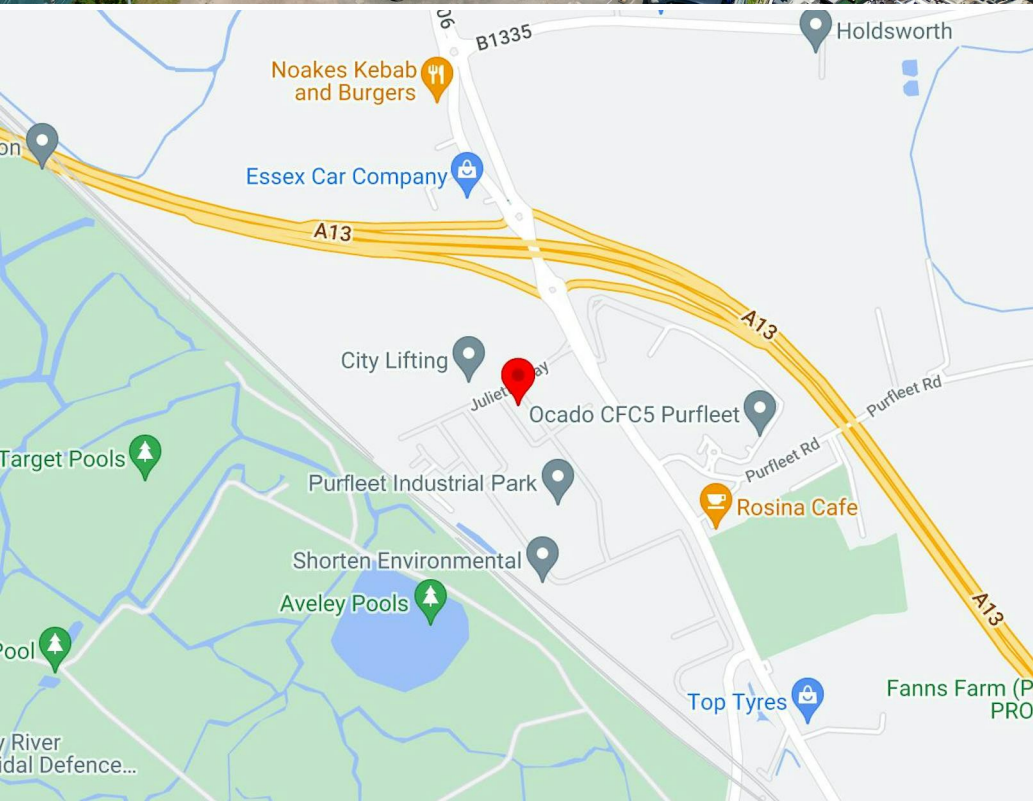 B1335
Holdsworth
Noakes Kebab
and Burgers
on
Essex Car Company
A13
A13
City Lifting
Purfleet Rd
Ocado CFC5 Purfleet
Purfleet Rd
Target Pools
Purfleet Industrial Park
Rosina Cafe
Shorten Environmental
Aveley Pools
A13
Pool
Fanns Farm (P
PRO
Top Tyres
y River
idal Defence...